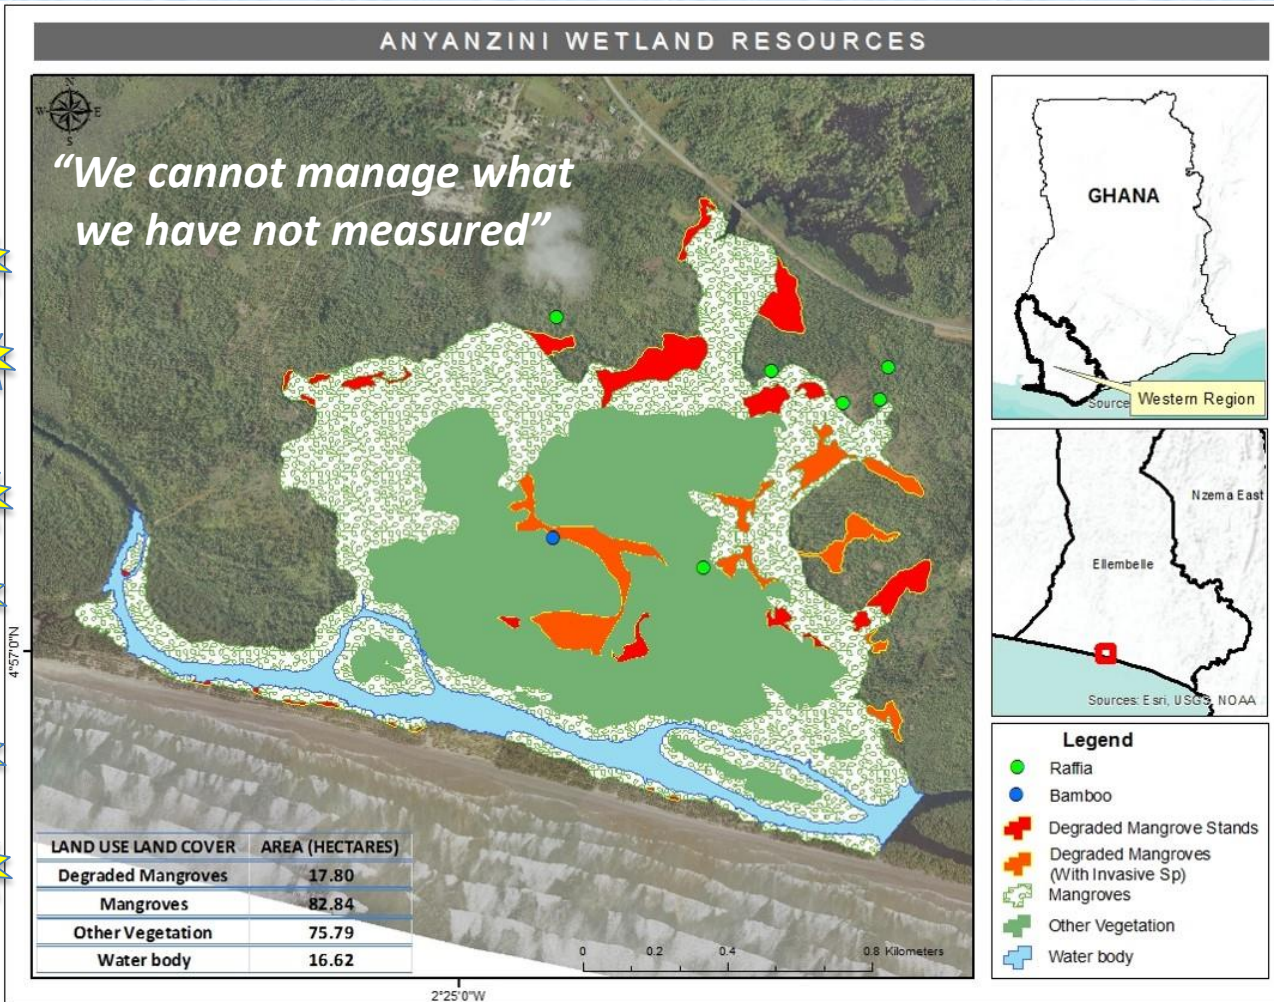 ANYANZINI WETLAND RESOURCES
N
W E
S
“We cannot manage what
we have not measured”
4°57'0"N
2°25'0"W
LAND USE LAND COVER AREA (HECTARES)
Degraded Mangroves 17.80
Mangroves 82.84
Other Vegetation 75.79
Water body 16.62
0 0.2 0.4 0.8 Kilometers
GHANA
Western Region
Source
Nzema East
Ellembelle
Sources: Esri, USGS, NOAA
Legend
Raffia
Bamboo
Degraded Mangrove Stands
Degraded Mangroves
(With Invasive Sp)
Mangroves
Other Vegetation
Water body